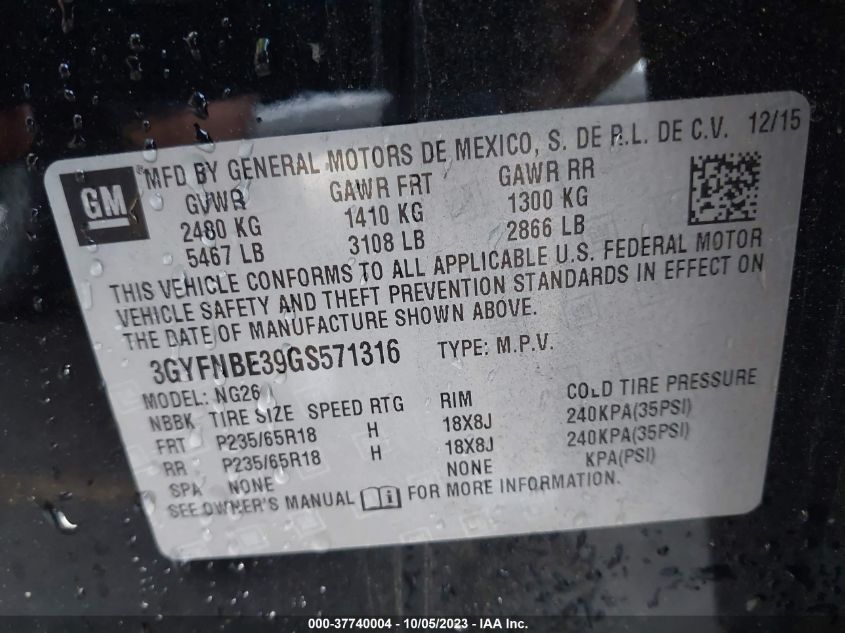 GM
®MFD BY GENERAL MOTORS DE MEXICO, S. DE R.L. DE C.V. 12/15
GVWR GAWR FRT GAWR RR
2480 KG 1410 KG 1300 KG
5467 LB 3108 LB 2866 LB
THIS VEHICLE CONFORMS TO ALL APPLICABLE U.S. FEDERAL MOTOR
VEHICLE SAFETY AND THEFT PREVENTION STANDARDS IN EFFECT ON
THE DATE OF MANUFACTURE SHOWN ABOVE.
3GYFNBE39GS571316 TYPE: M.P.V.
MODEL: NG26
NBBK TIRE SIZE SPEED RTG RIM COLD TIRE PRESSURE
FRT P235/65R18 H 18X8J 240KPA(35PSI)
RR P235/65R18 H 18X8J 240KPA(35PSI)
SPA NONE NONE KPA(PSI)
SEE OWNER'S MANUAL i FOR MORE INFORMATION.
000-37740004 - 10/05/2023 - © IAA Inc.